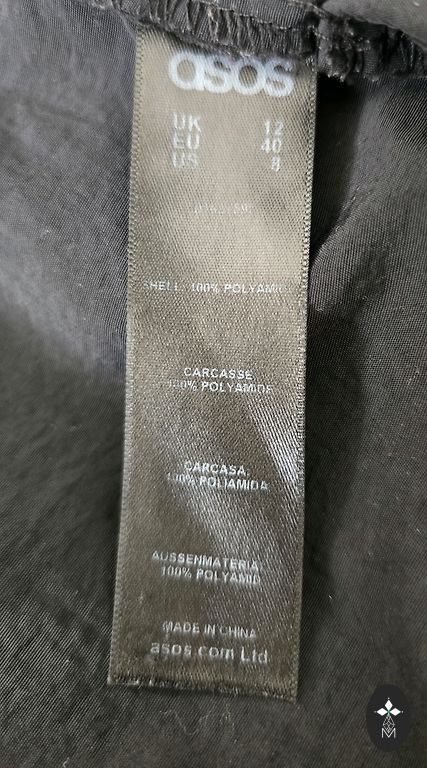 asos
UK 12
EU 40
US 8
SHELL: 100% POLYAMIDE
CARCASSE
100% POLYAMIDE
CARCASA
100% POLIAMIDA
AUSSENMATERIAL
100% POLYAMID
MADE IN CHINA
asos.com Ltd
M